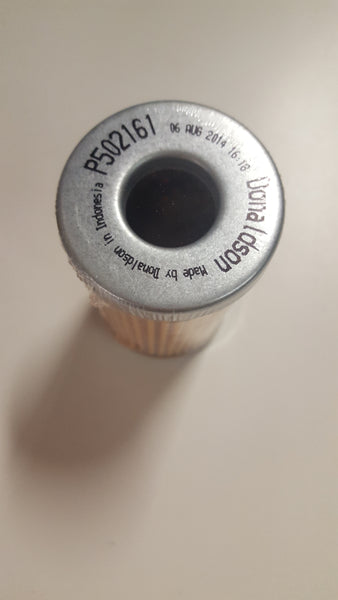 P502161
06 AUG 2014 16:18
Donaldson
Made by Donaldson in Indonesia